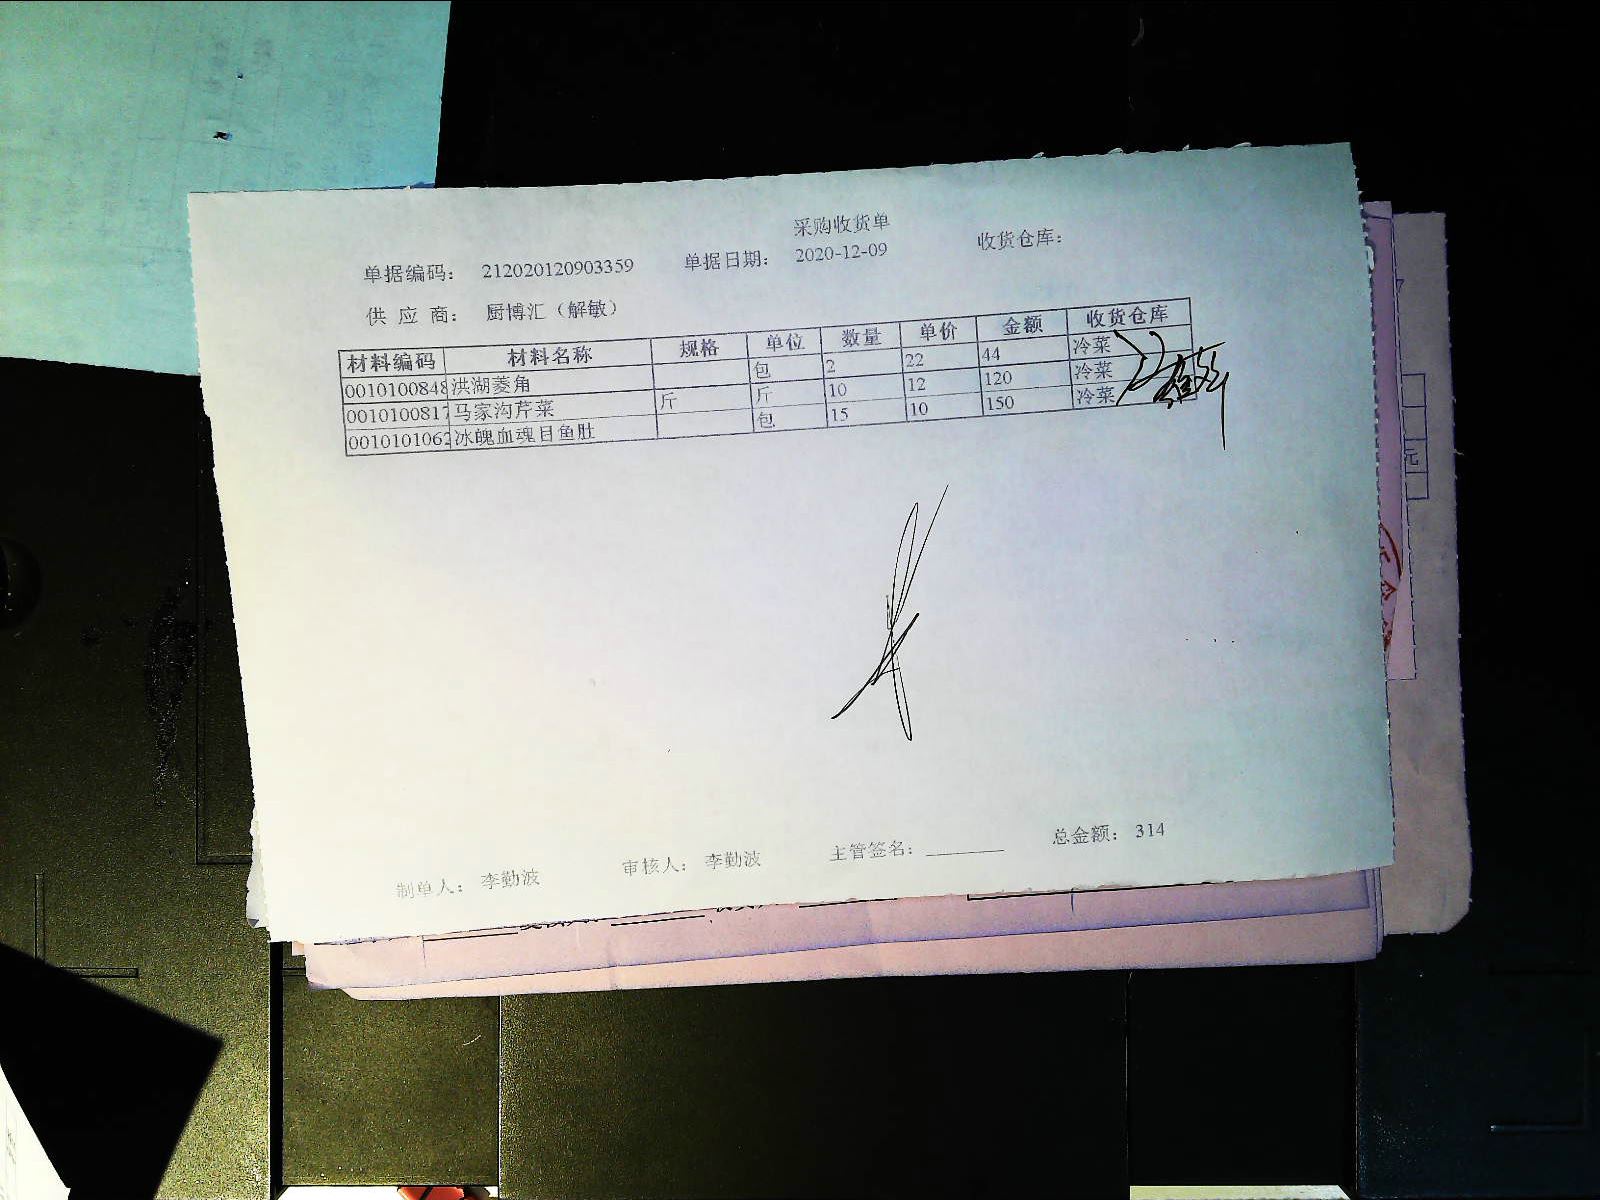 采购收货单
单据编码： 212020120903359 单据日期： 2020-12-09 收货仓库：
供 应 商： 厨博汇（解敏）
材料编码 材料名称 规格 单位 数量 单价 金额 收货仓库
0010100848 洪湖菱角 包 2 22 44 冷菜
0010100817 马家沟芹菜 斤 斤 10 12 120 冷菜
0010101062 冰魄血魂目鱼肚 包 15 10 150 冷菜
制单人： 李勤波 审核人： 李勤波 主管签名： 总金额： 314
元